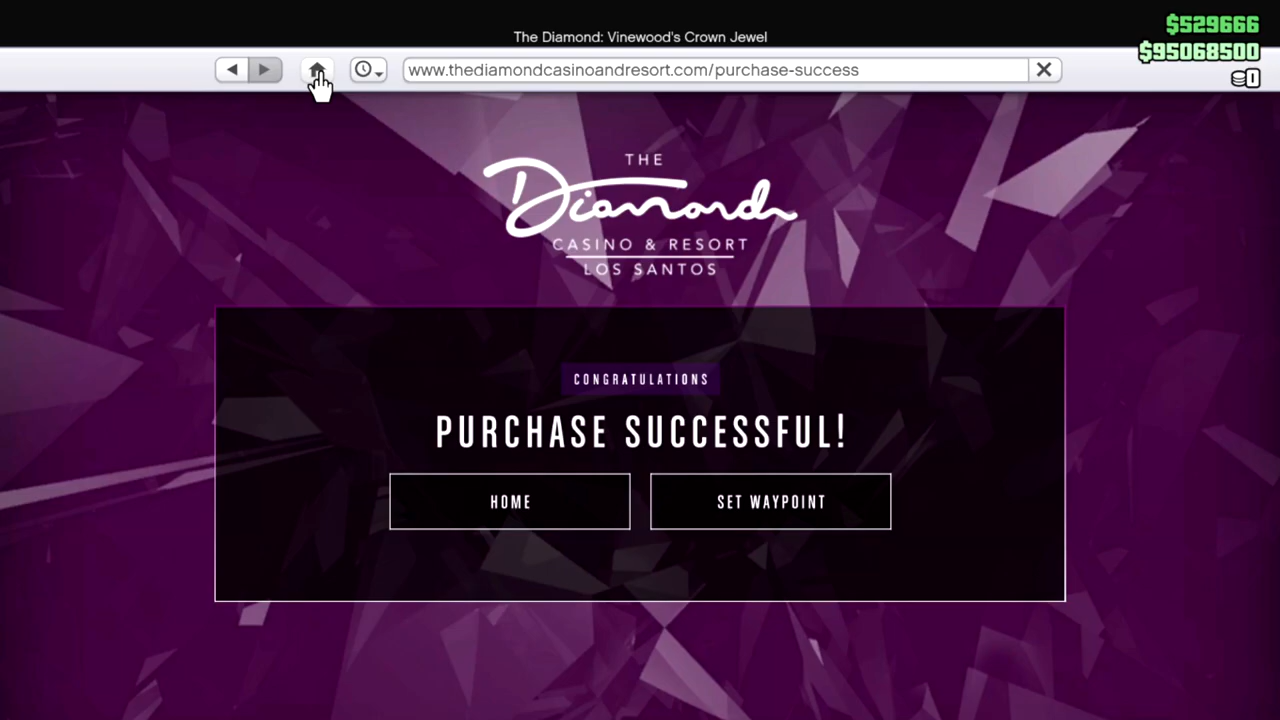 The Diamond: Vinewood's Crown Jewel
$529666
$95068500
0
www.thediamondcasinoandresort.com/purchase-success
THE
Diamond
CASINO & RESORT
LOS SANTOS
CONGRATULATIONS
PURCHASE SUCCESSFUL!
HOME
SET WAYPOINT